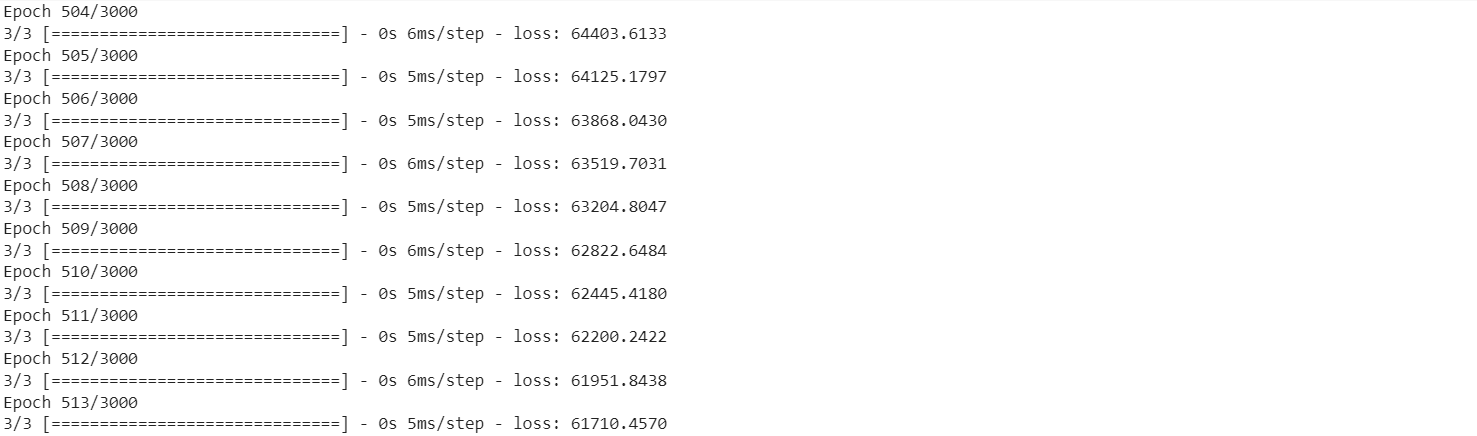 Epoch 504/3000
3/3 [==============================] - 0s 6ms/step - loss: 64403.6133
Epoch 505/3000
3/3 [==============================] - 0s 5ms/step - loss: 64125.1797
Epoch 506/3000
3/3 [==============================] - 0s 5ms/step - loss: 63868.0430
Epoch 507/3000
3/3 [==============================] - 0s 6ms/step - loss: 63519.7031
Epoch 508/3000
3/3 [==============================] - 0s 5ms/step - loss: 63204.8047
Epoch 509/3000
3/3 [==============================] - 0s 6ms/step - loss: 62822.6484
Epoch 510/3000
3/3 [==============================] - 0s 5ms/step - loss: 62445.4180
Epoch 511/3000
3/3 [==============================] - 0s 5ms/step - loss: 62200.2422
Epoch 512/3000
3/3 [==============================] - 0s 6ms/step - loss: 61951.8438
Epoch 513/3000
3/3 [==============================] - 0s 5ms/step - loss: 61710.4570